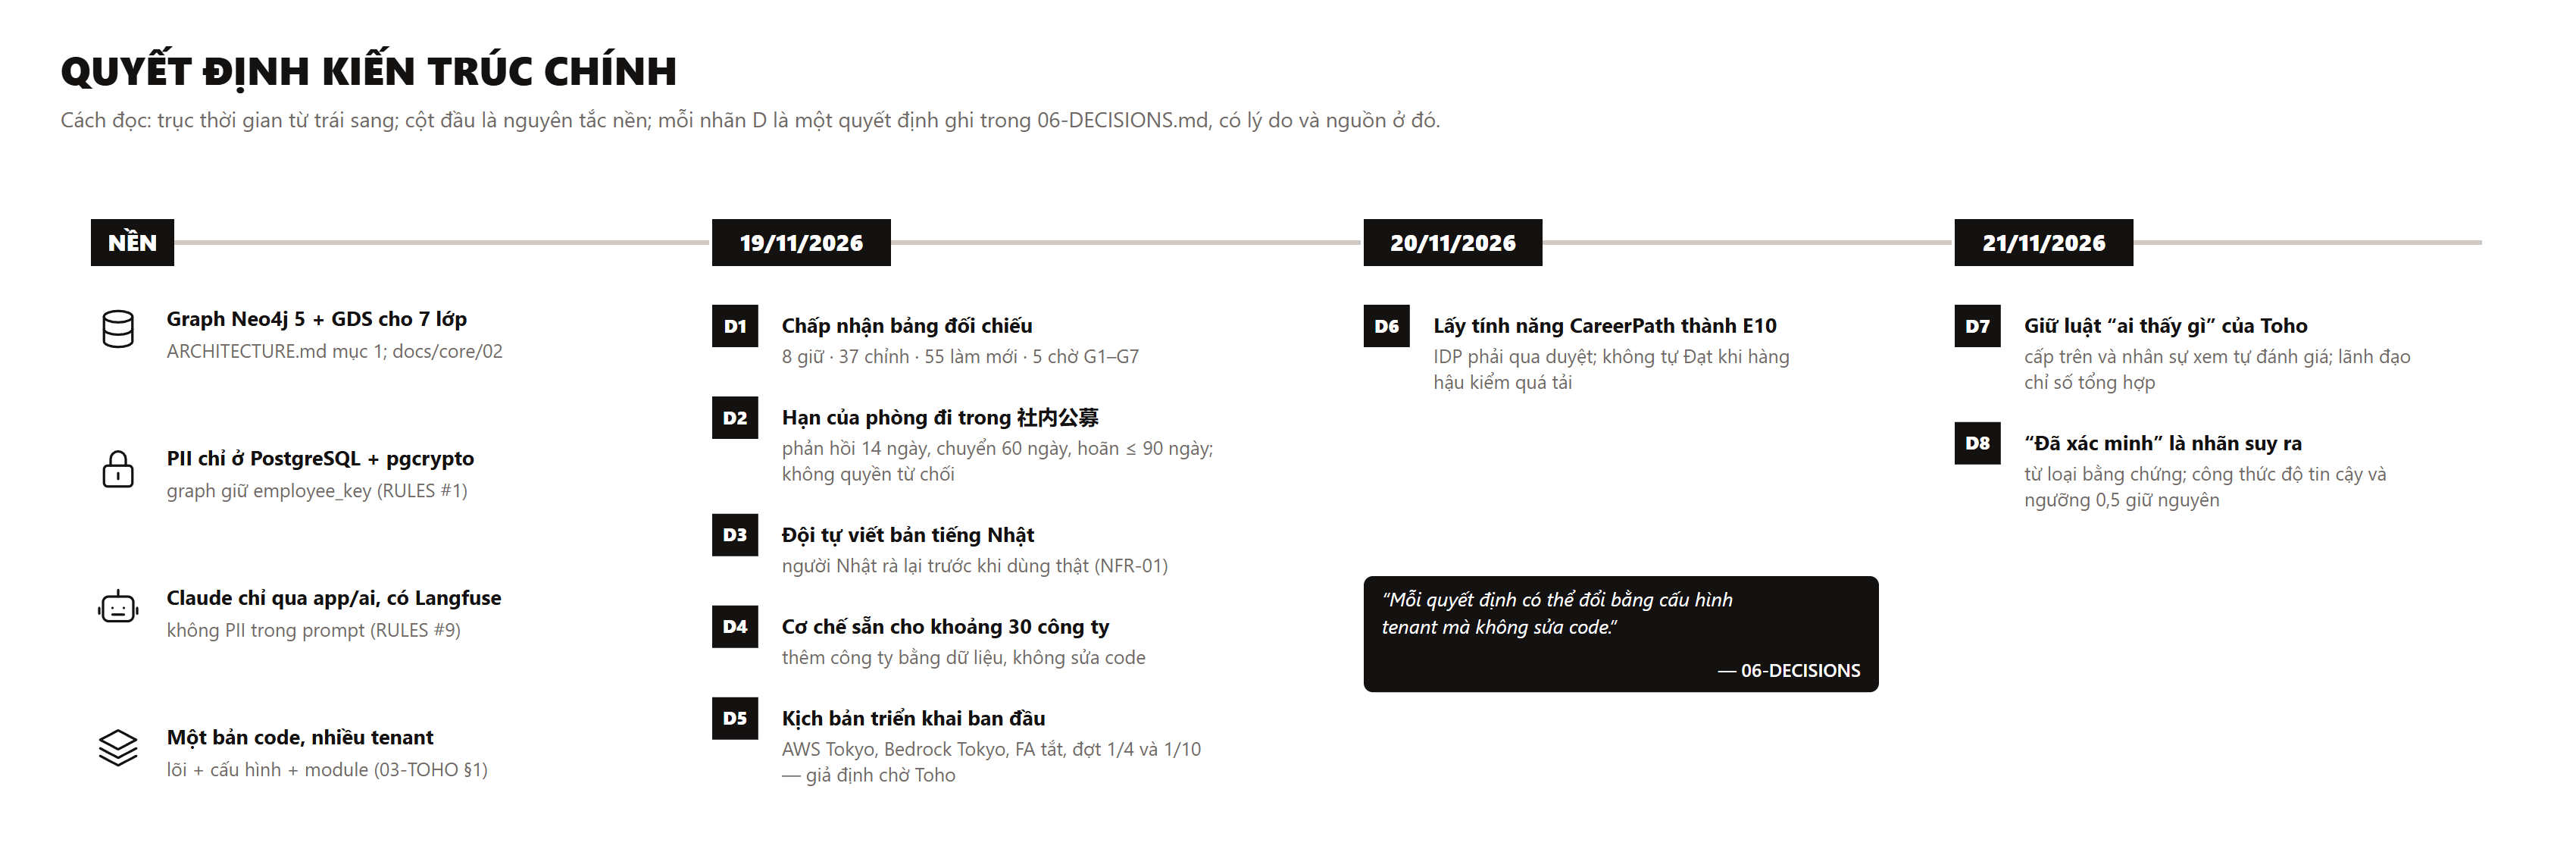 QUYẾT ĐỊNH KIẾN TRÚC CHÍNH
Cách đọc: trục thời gian từ trái sang; cột đầu là nguyên tắc nền; mỗi nhãn D là một quyết định ghi trong 06-DECISIONS.md, có lý do và nguồn ở đó.
NỀN
Graph Neo4j 5 + GDS cho 7 lớp
ARCHITECTURE.md mục 1; docs/core/02
PII chỉ ở PostgreSQL + pgcrypto
graph giữ employee_key (RULES #1)
Claude chỉ qua app/ai, có Langfuse
không PII trong prompt (RULES #9)
Một bản code, nhiều tenant
lõi + cấu hình + module (03-TOHO §1)
19/11/2026
D1
Chấp nhận bảng đối chiếu
8 giữ · 37 chỉnh · 55 làm mới · 5 chờ G1–G7
D2
Hạn của phòng đi trong 社内公募
phản hồi 14 ngày, chuyển 60 ngày, hoãn ≤ 90 ngày;
không quyền từ chối
D3
Đội tự viết bản tiếng Nhật
người Nhật rà lại trước khi dùng thật (NFR-01)
D4
Cơ chế sẵn cho khoảng 30 công ty
thêm công ty bằng dữ liệu, không sửa code
D5
Kịch bản triển khai ban đầu
AWS Tokyo, Bedrock Tokyo, FA tắt, đợt 1/4 và 1/10
— giả định chờ Toho
20/11/2026
D6
Lấy tính năng CareerPath thành E10
IDP phải qua duyệt; không tự Đạt khi hàng
hậu kiểm quá tải
“Mỗi quyết định có thể đổi bằng cấu hình
tenant mà không sửa code.”
— 06-DECISIONS
21/11/2026
D7
Giữ luật “ai thấy gì” của Toho
cấp trên và nhân sự xem tự đánh giá; lãnh đạo
chỉ số tổng hợp
D8
“Đã xác minh” là nhãn suy ra
từ loại bằng chứng; công thức độ tin cậy và
ngưỡng 0,5 giữ nguyên